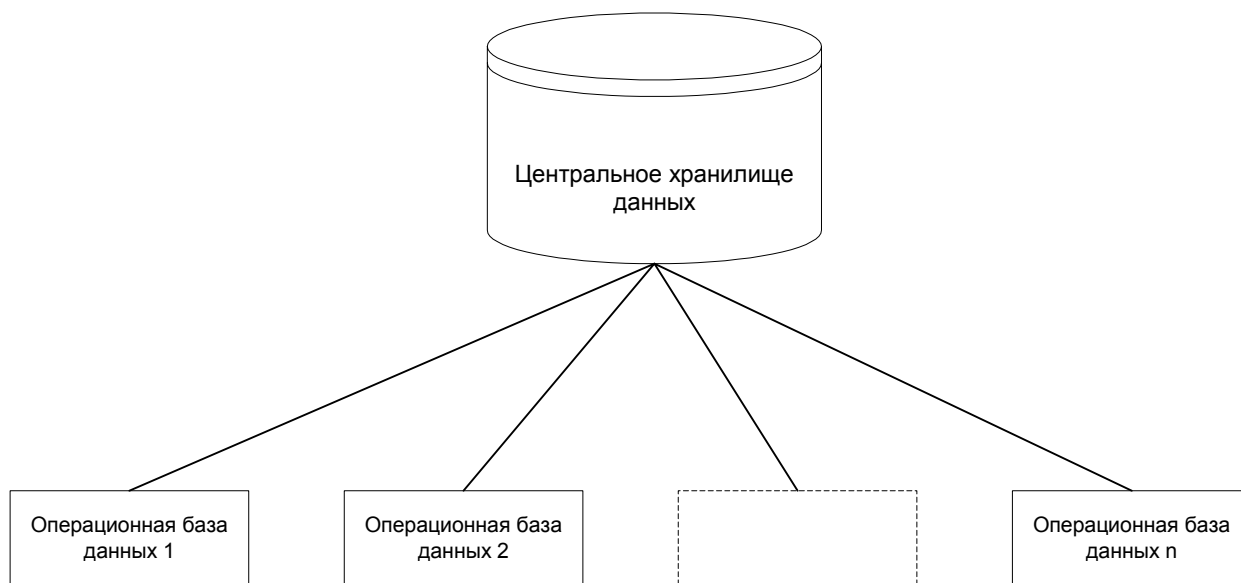 Центральное хранилище
данных
Операционная база
данных 1
Операционная база
данных 2
Операционная база
данных n